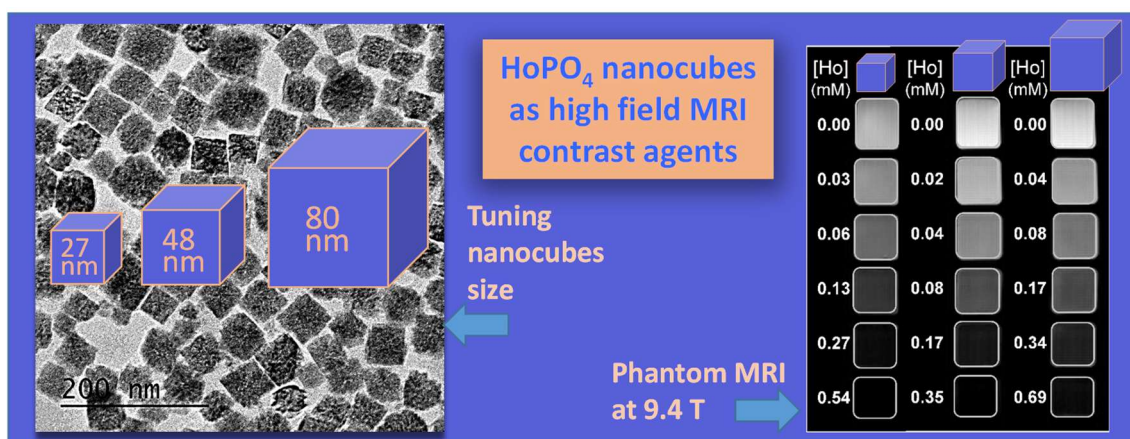 27
nm
48
nm
80
nm
200 nm
HoPO₄ nanocubes
as high field MRI
contrast agents
Tuning
nanocubes
size
Phantom MRI
at 9.4 T
[Ho] [Ho] [Ho]
(mM) (mM) (mM)
0.00 0.00 0.00
0.03 0.02 0.04
0.06 0.04 0.08
0.13 0.08 0.17
0.27 0.17 0.34
0.54 0.35 0.69